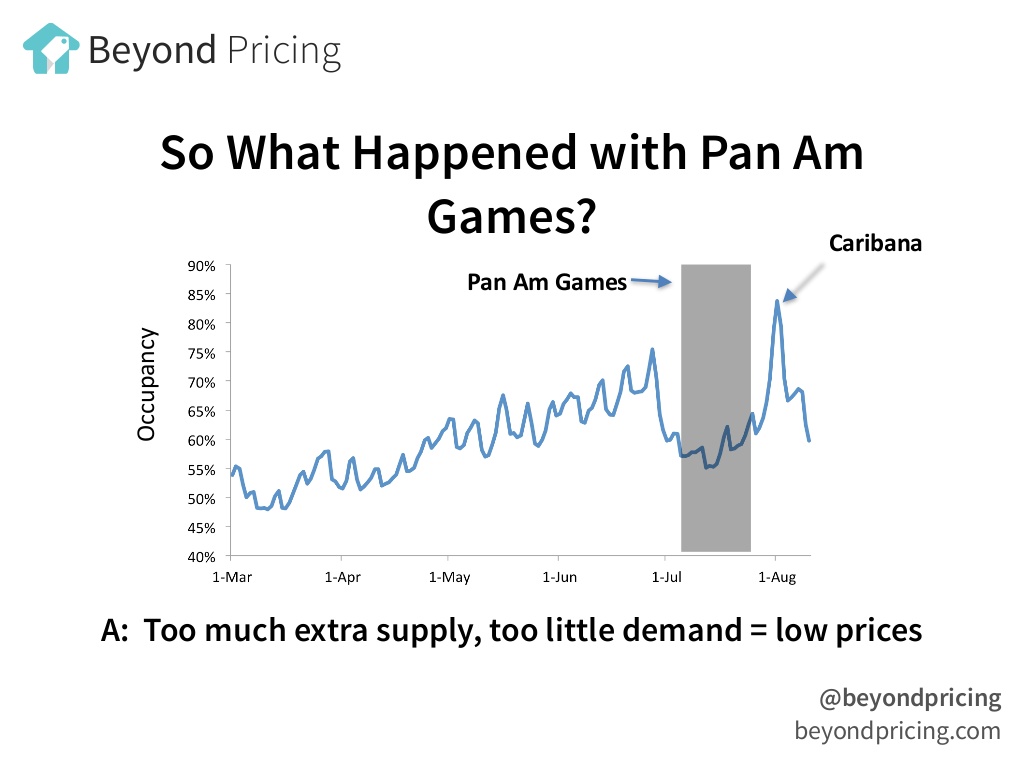 Beyond Pricing
So What Happened with Pan Am
Games?
Caribana
Pan Am Games
Occupancy
90%
85%
80%
75%
70%
65%
60%
55%
50%
45%
40%
1-Mar 1-Apr 1-May 1-Jun 1-Jul 1-Aug
A: Too much extra supply, too little demand = low prices
@beyondpricing
beyondpricing.com